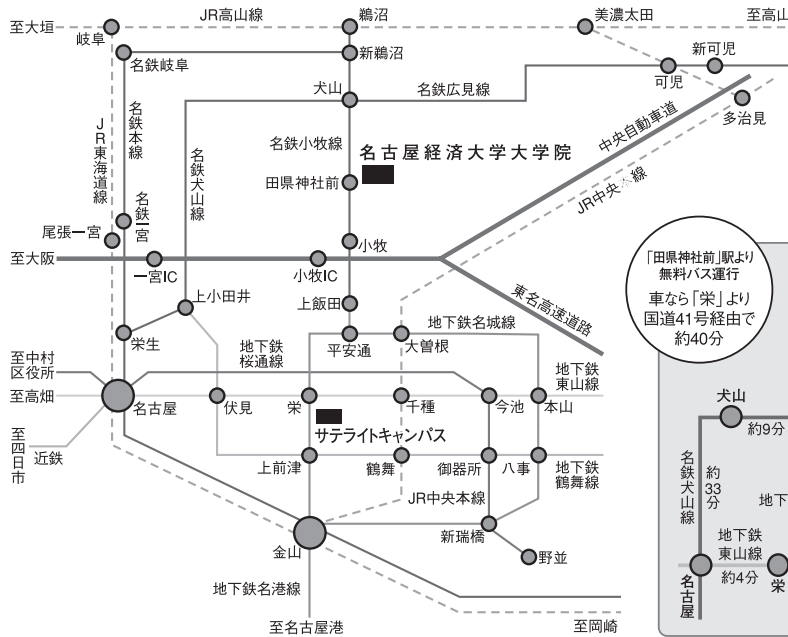 至大垣
JR高山線
鵜沼
美濃太田
至高山
岐阜
名鉄岐阜
新鵜沼
可児
新可児
犬山
名鉄広見線
多治見
JR東海道線
名鉄本線
名鉄犬山線
名鉄小牧線
名古屋経済大学大学院
中央自動車道
田県神社前
JR中央本線
尾張一宮
名鉄一宮
小牧
至大阪
一宮IC
小牧IC
「田県神社前」駅より
無料バス運行
車なら「栄」より
国道41号経由で
約40分
上小田井
上飯田
東名高速道路
栄生
平安通
大曽根
地下鉄名城線
至中村
区役所
地下鉄
桜通線
地下鉄
東山線
至高畑
名古屋
伏見
栄
千種
今池
本山
犬山
約9分
サテライトキャンパス
至四日市
近鉄
上前津
鶴舞
御器所
八事
地下鉄
鶴舞線
名鉄犬山線
約33分
地下
JR中央本線
金山
新瑞橋
野並
地下鉄
東山線
約4分
名古屋
栄
地下鉄名港線
至名古屋港
至岡崎